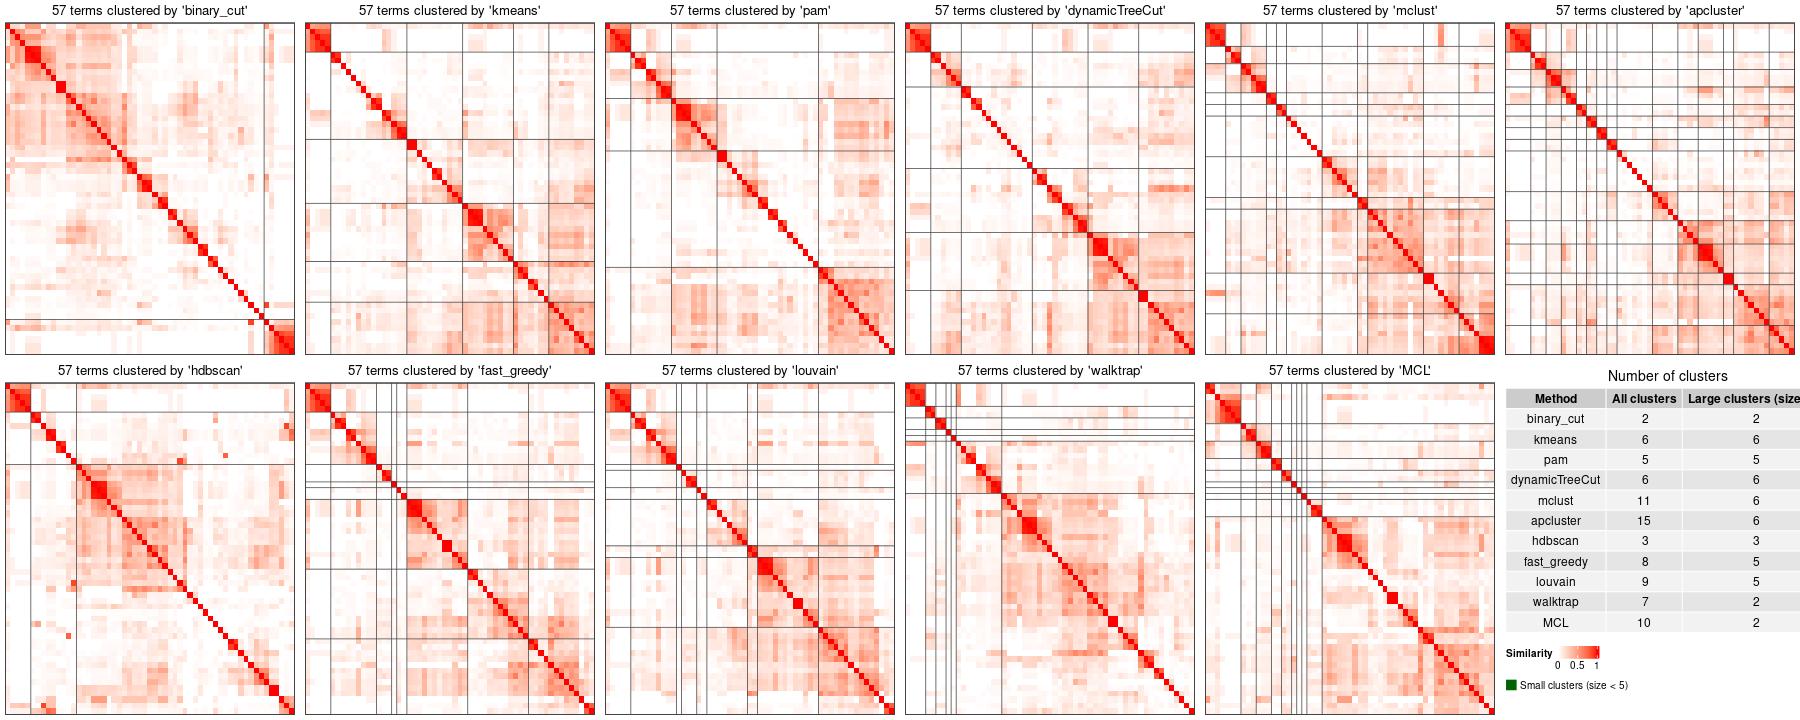 57 terms clustered by 'binary_cut'
57 terms clustered by 'kmeans'
57 terms clustered by 'pam'
57 terms clustered by 'dynamicTreeCut'
57 terms clustered by 'mclust'
57 terms clustered by 'apcluster'
57 terms clustered by 'hdbscan'
57 terms clustered by 'fast_greedy'
57 terms clustered by 'louvain'
57 terms clustered by 'walktrap'
57 terms clustered by 'MCL'
Number of clusters
Method All clusters Large clusters (size
binary_cut 2 2
kmeans 6 6
pam 5 5
dynamicTreeCut 6 6
mclust 11 6
apcluster 15 6
hdbscan 3 3
fast_greedy 8 5
louvain 9 5
walktrap 7 2
MCL 10 2
Similarity
0 0.5 1
Small clusters (size < 5)